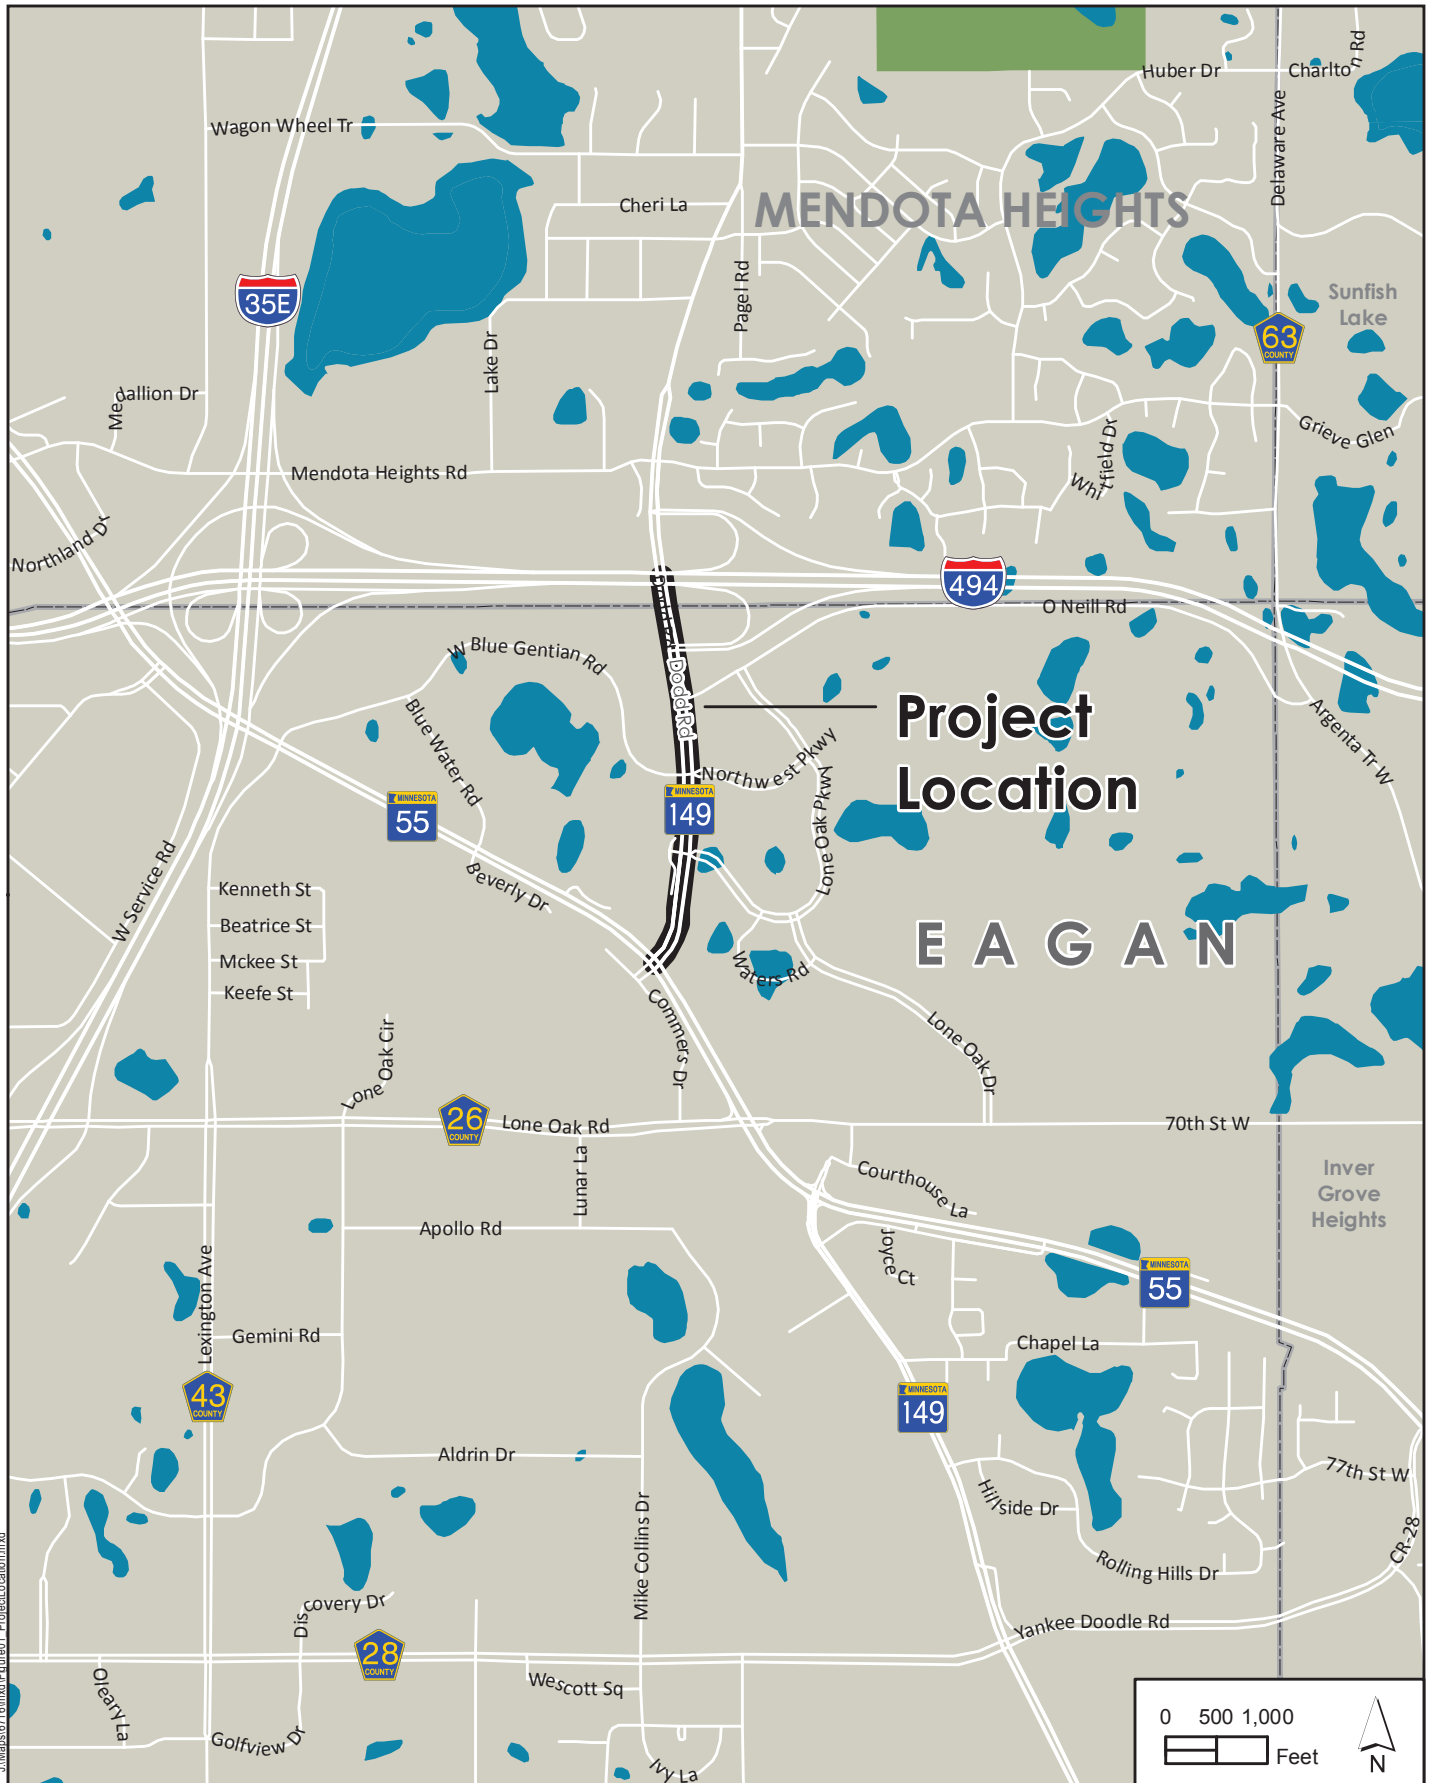 Huber Dr
Charlton Rd
Wagon Wheel Tr
Delaware Ave
Cheri La
MENDOTA HEIGHTS
35E
Pagel Rd
Sunfish
Lake
63
COUNTY
Lake Dr
Medallion Dr
Grieve Glen
Mendota Heights Rd
Whitfield Dr
Northland Dr
494
O Neill Rd
W Blue Gentian Rd
Dodd Rd
Dodd Rd
Blue Water Rd
Project
Location
Argenta Tr W
Northwest Pkwy
MINNESOTA
55
MINNESOTA
149
Lone Oak Pkwy
W Service Rd
Beverly Dr
Kenneth St
Beatrice St
Mckee St
Keefe St
EAGAN
Waters Rd
Commers Dr
Lone Oak Cir
Lone Oak Dr
26
COUNTY
Lone Oak Rd
70th St W
Lunar La
Courthouse La
Inver
Grove
Heights
Apollo Rd
Joyce Ct
Lexington Ave
MINNESOTA
55
Gemini Rd
Chapel La
43
COUNTY
MINNESOTA
149
Aldrin Dr
77th St W
Hillside Dr
Mike Collins Dr
CR-28
Rolling Hills Dr
Discovery Dr
Yankee Doodle Rd
28
COUNTY
Oleary La
Wescott Sq
Golfview Dr
Ivy La
0 500 1,000
Feet
N